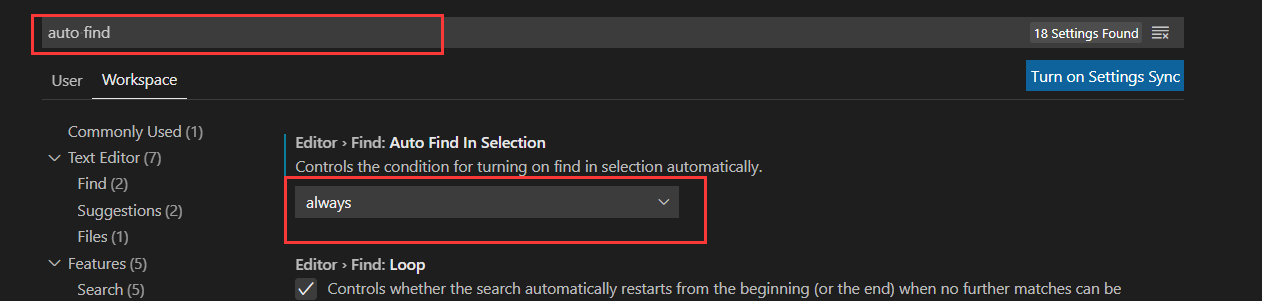 auto find
18 Settings Found
User Workspace
Turn on Settings Sync
Commonly Used (1)
Text Editor (7)
Find (2)
Suggestions (2)
Files (1)
Features (5)
Search (5)
Editor › Find: Auto Find In Selection
Controls the condition for turning on find in selection automatically.
always
Editor › Find: Loop
Controls whether the search automatically restarts from the beginning (or the end) when no further matches can be